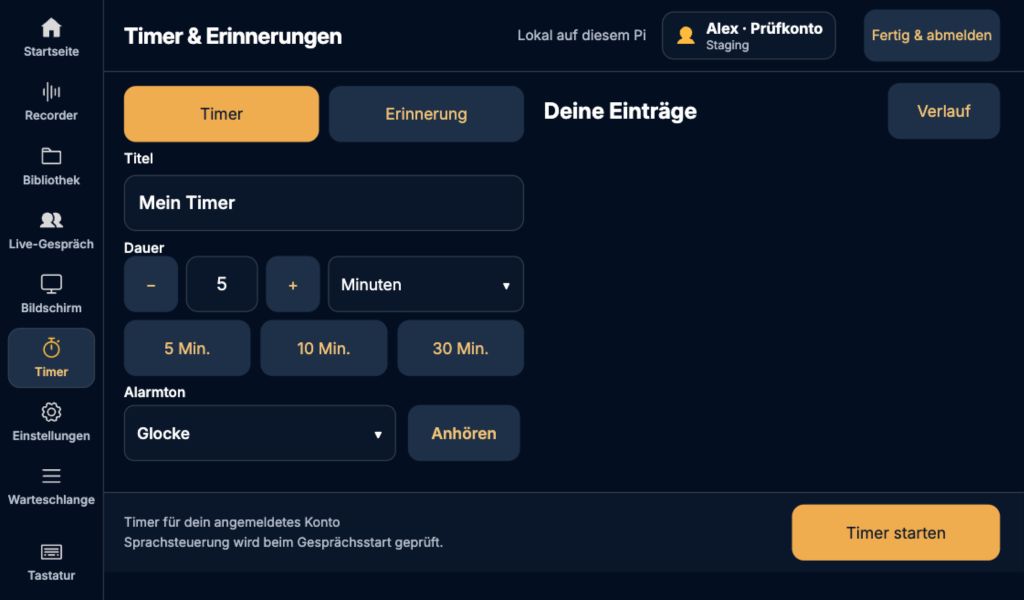 Startseite
Recorder
Bibliothek
Live-Gespräch
Bildschirm
Timer
Einstellungen
Warteschlange
Tastatur
Timer & Erinnerungen
Lokal auf diesem Pi
Alex · Prüfkonto
Staging
Fertig & abmelden
Timer
Erinnerung
Titel
Mein Timer
Dauer
−
5
+
Minuten
5 Min.
10 Min.
30 Min.
Alarmton
Glocke
Anhören
Deine Einträge
Verlauf
Timer für dein angemeldetes Konto
Sprachsteuerung wird beim Gesprächsstart geprüft.
Timer starten